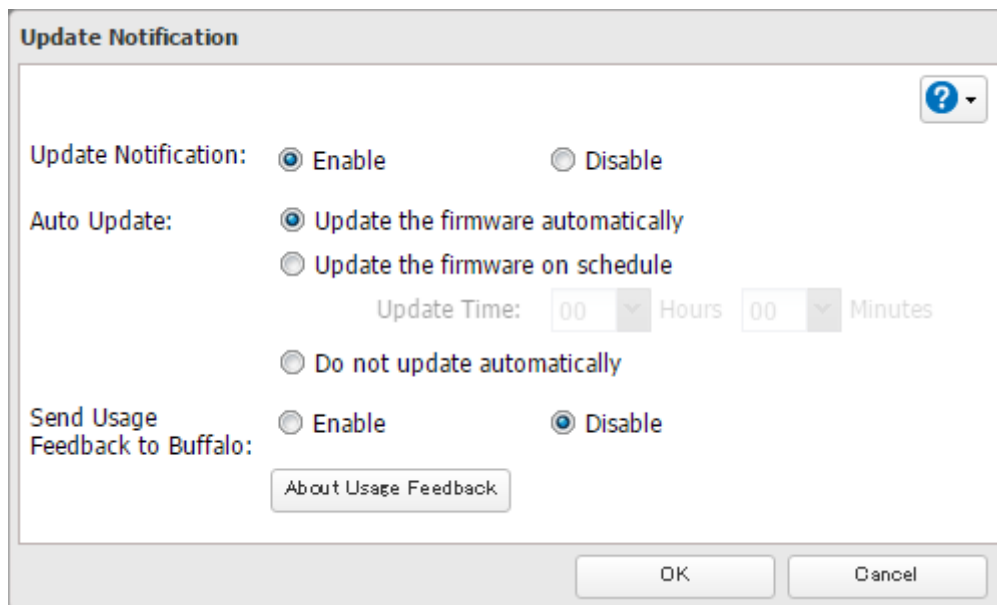 Update Notification
?
Update Notification: Enable Disable
Auto Update: Update the firmware automatically
Update the firmware on schedule
Update Time: 00 Hours 00 Minutes
Do not update automatically
Send Usage
Feedback to Buffalo: Enable Disable
About Usage Feedback
OK Cancel